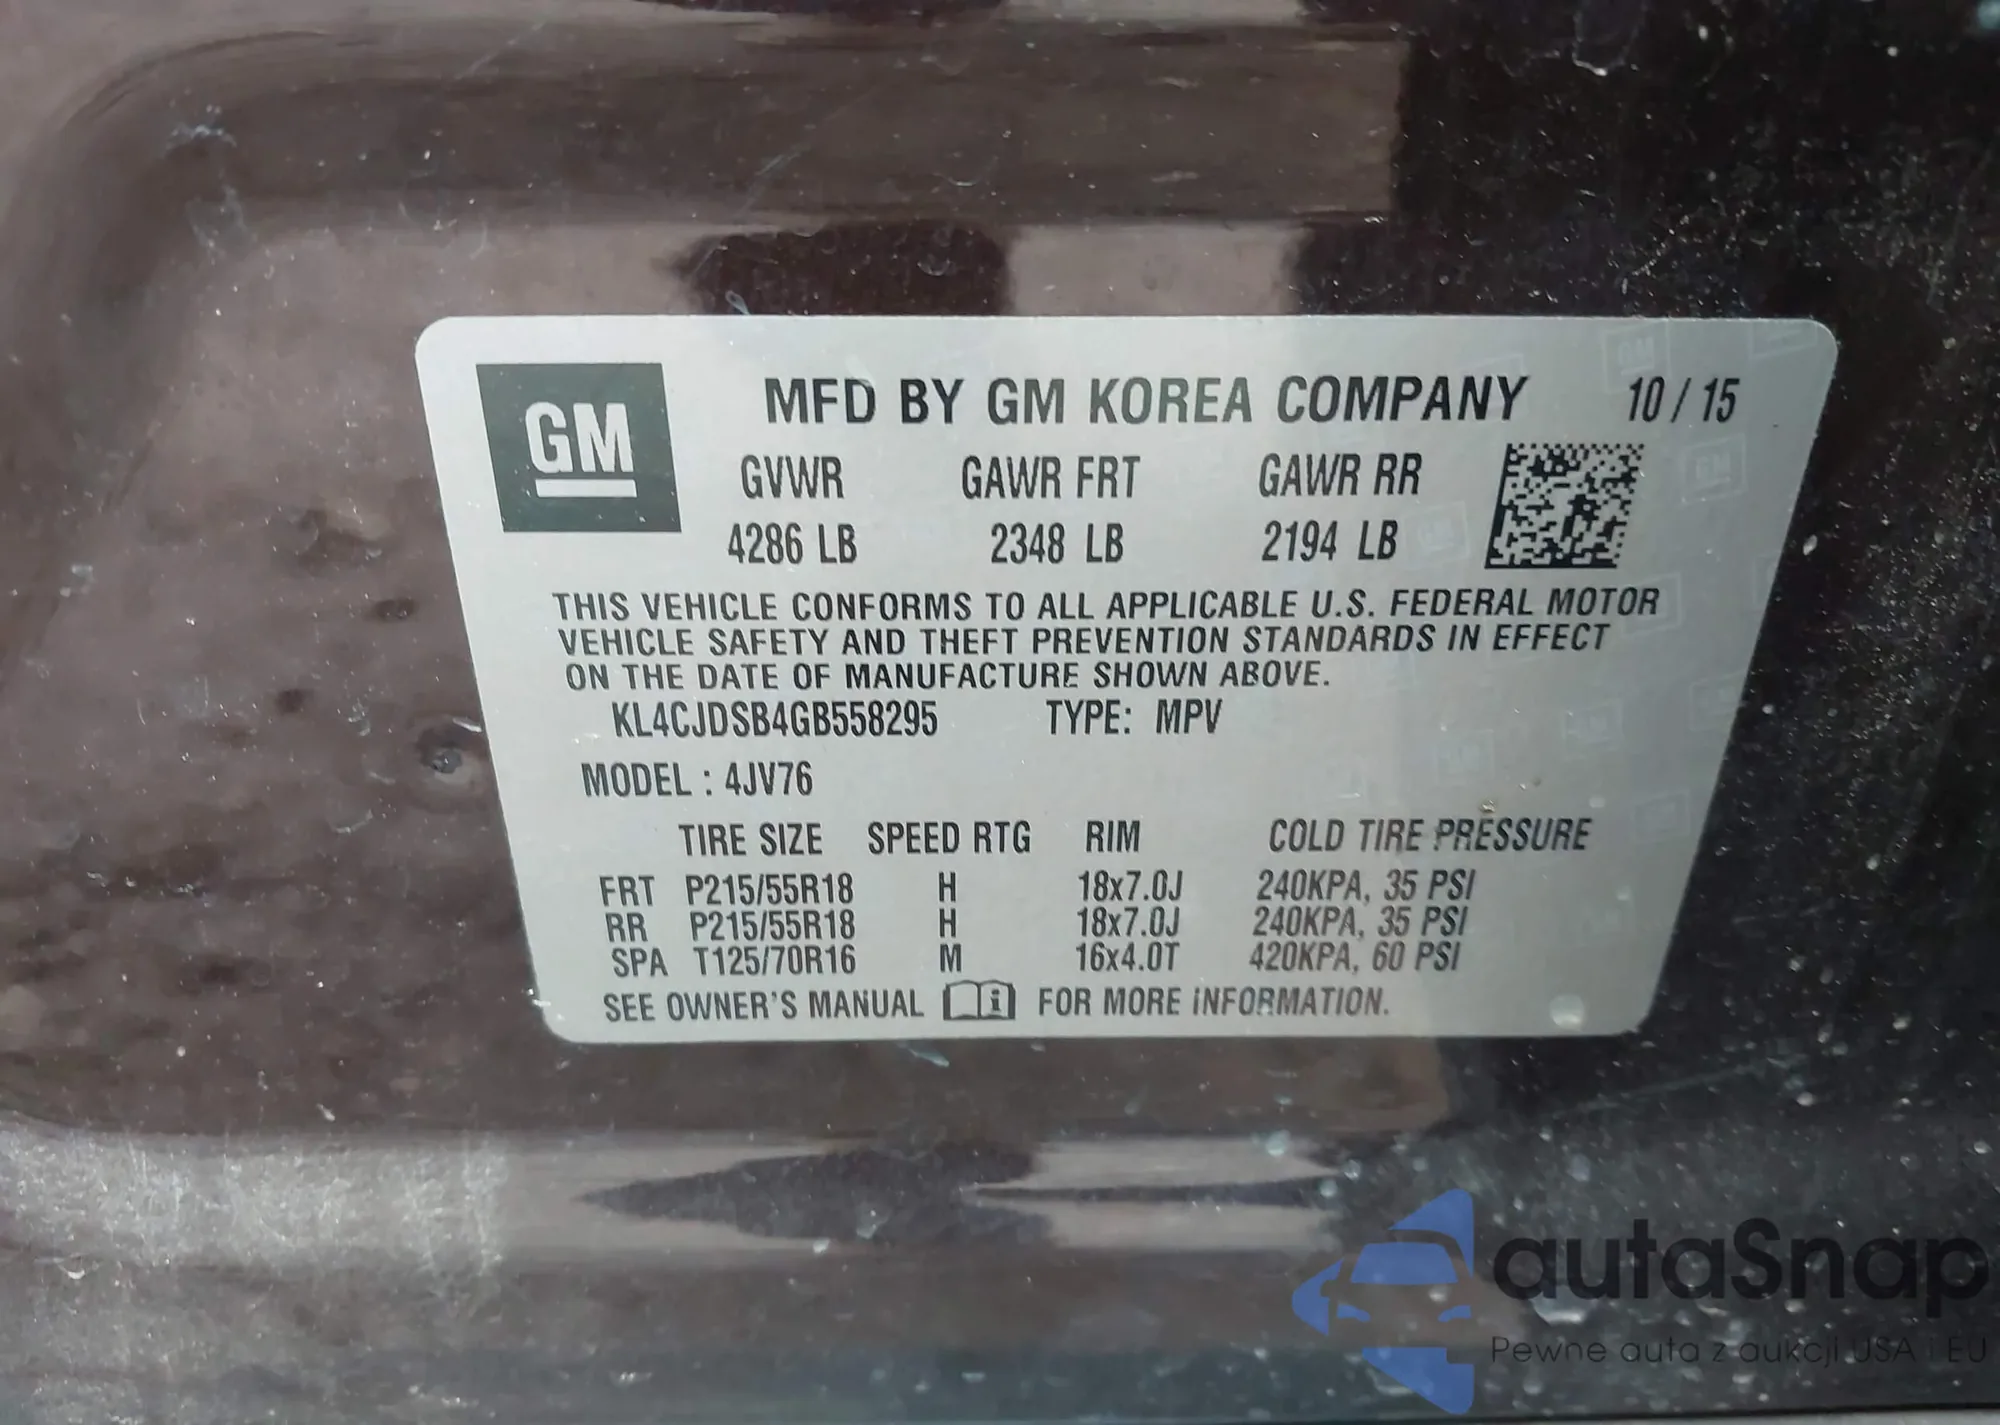 GM
MFD BY GM KOREA COMPANY 10 / 15
GVWR GAWR FRT GAWR RR
4286 LB 2348 LB 2194 LB
THIS VEHICLE CONFORMS TO ALL APPLICABLE U.S. FEDERAL MOTOR
VEHICLE SAFETY AND THEFT PREVENTION STANDARDS IN EFFECT
ON THE DATE OF MANUFACTURE SHOWN ABOVE.
KL4CJDSB4GB558295 TYPE: MPV
MODEL : 4JV76
TIRE SIZE SPEED RTG RIM COLD TIRE PRESSURE
FRT P215/55R18 H 18x7.0J 240KPA, 35 PSI
RR P215/55R18 H 18x7.0J 240KPA, 35 PSI
SPA T125/70R16 M 16x4.0T 420KPA, 60 PSI
SEE OWNER'S MANUAL i FOR MORE INFORMATION.
autaSnap
Pewne auta z aukcji USA i EU